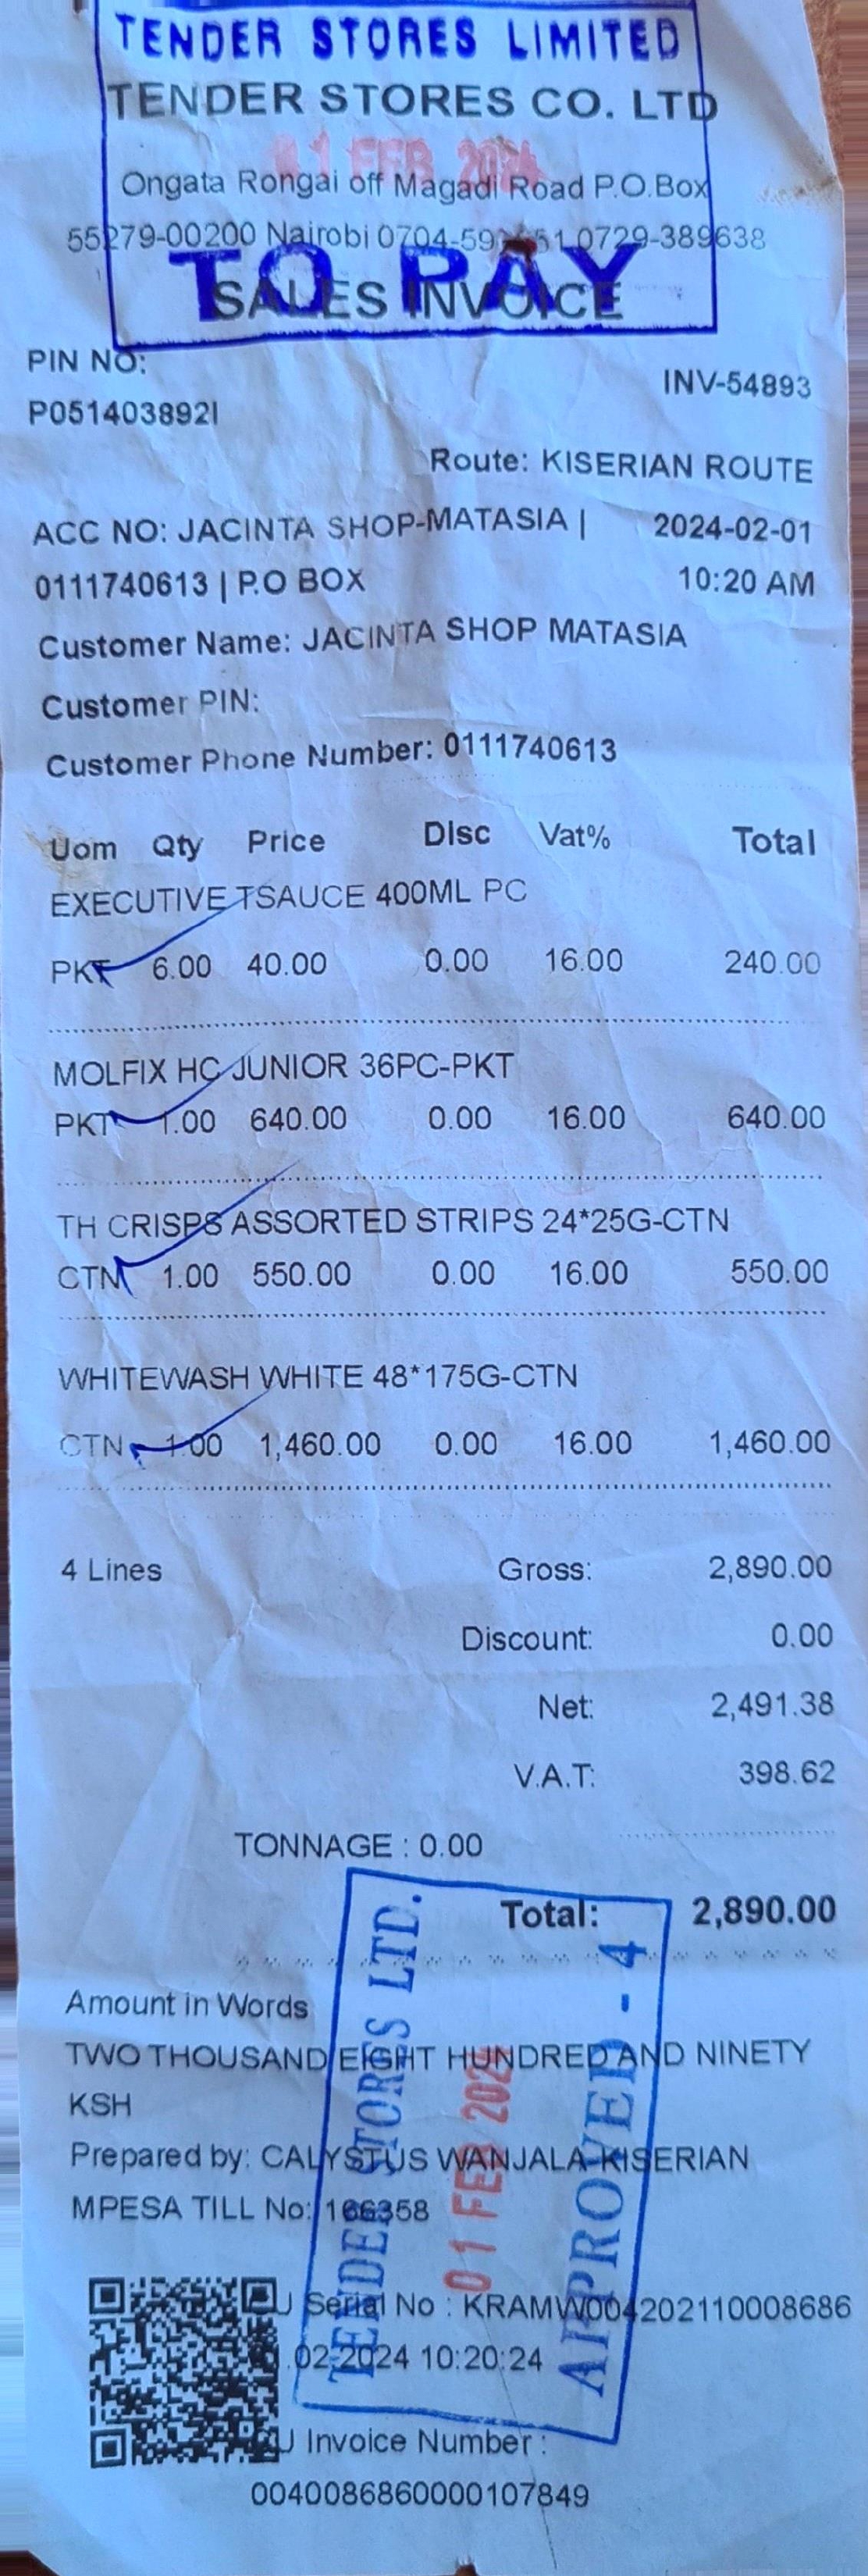 TENDER STORES LIMITED
TENDER STORES CO. LTD
01 FEB 2024
Ongata Rongai off Magadi Road P.O.Box
55279-00200 Nairobi 0729-389638
TO PAY
SALES INVOICE
PIN NO:
P051403892I
INV-54893
Route: KISERIAN ROUTE
ACC NO: JACINTA SHOP-MATASIA | 2024-02-01
0111740613 | P.O BOX 10:20 AM
Customer Name: JACINTA SHOP MATASIA
Customer PIN:
Customer Phone Number: 0111740613
Uom Qty Price Disc Vat% Total
EXECUTIVE TSAUCE 400ML PC
PKT 6.00 40.00 0.00 16.00 240.00
MOLFIX HC JUNIOR 36PC-PKT
PKT 1.00 640.00 0.00 16.00 640.00
TH CRISPS ASSORTED STRIPS 24*25G-CTN
CTN 1.00 550.00 0.00 16.00 550.00
WHITEWASH WHITE 48*175G-CTN
CTN 1.00 1,460.00 0.00 16.00 1,460.00
4 Lines Gross: 2,890.00
Discount: 0.00
Net: 2,491.38
V.A.T: 398.62
TONNAGE : 0.00
Total: 2,890.00
Amount in Words
TWO THOUSAND EIGHT HUNDRED AND NINETY
KSH
Prepared by: CALYSTUS WANJALA KISERIAN
MPESA TILL No: 166358
TENDER STORES LTD.
01 FEB 202
APPROVED - 4
U Serial No : KRAMW004202110008686
.02-2024 10:20:24
U Invoice Number :
0040086860000107849